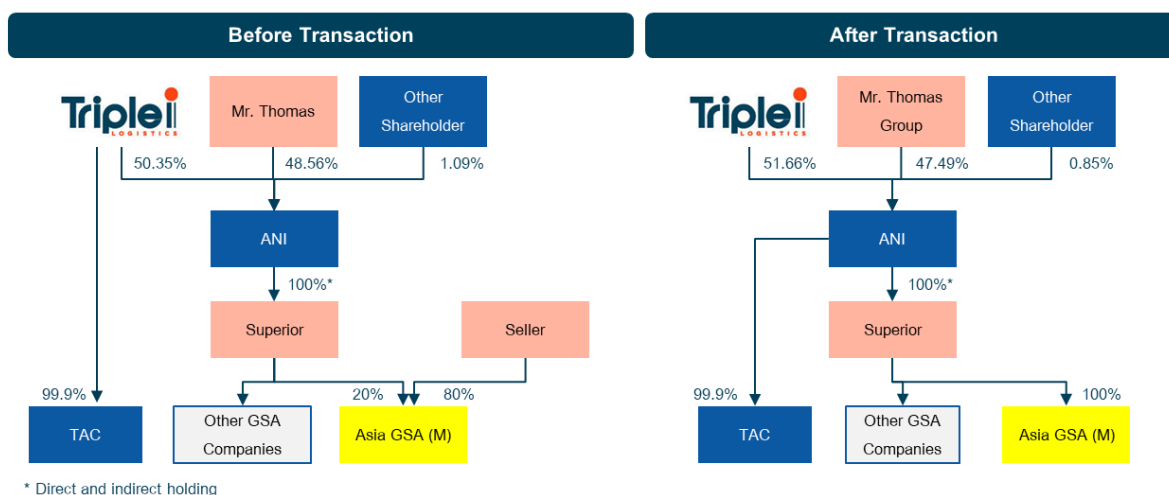 Before Transaction
Triplei
LOGISTICS
Mr. Thomas
Other
Shareholder
50.35%
48.56%
1.09%
ANI
100%*
Superior
Seller
99.9%
20%
80%
TAC
Other GSA
Companies
Asia GSA (M)
* Direct and indirect holding
After Transaction
Triplei
LOGISTICS
Mr. Thomas
Group
Other
Shareholder
51.66%
47.49%
0.85%
ANI
100%*
Superior
99.9%
100%
TAC
Other GSA
Companies
Asia GSA (M)